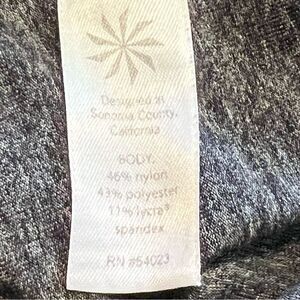 Designed in
Sonoma County,
California
BODY:
46% nylon
43% polyester
11% lycra®
spandex
RN #54023